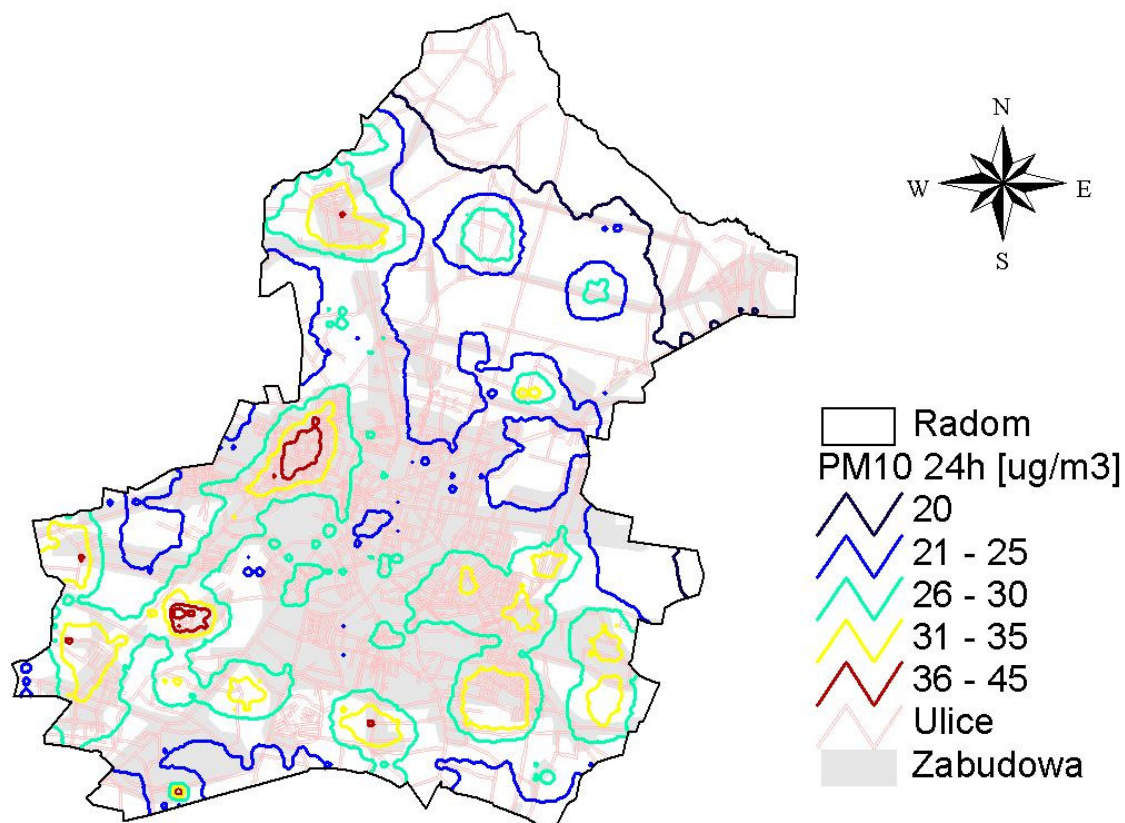 N
W E
S
Radom
PM10 24h [ug/m3]
20
21 - 25
26 - 30
31 - 35
36 - 45
Ulice
Zabudowa